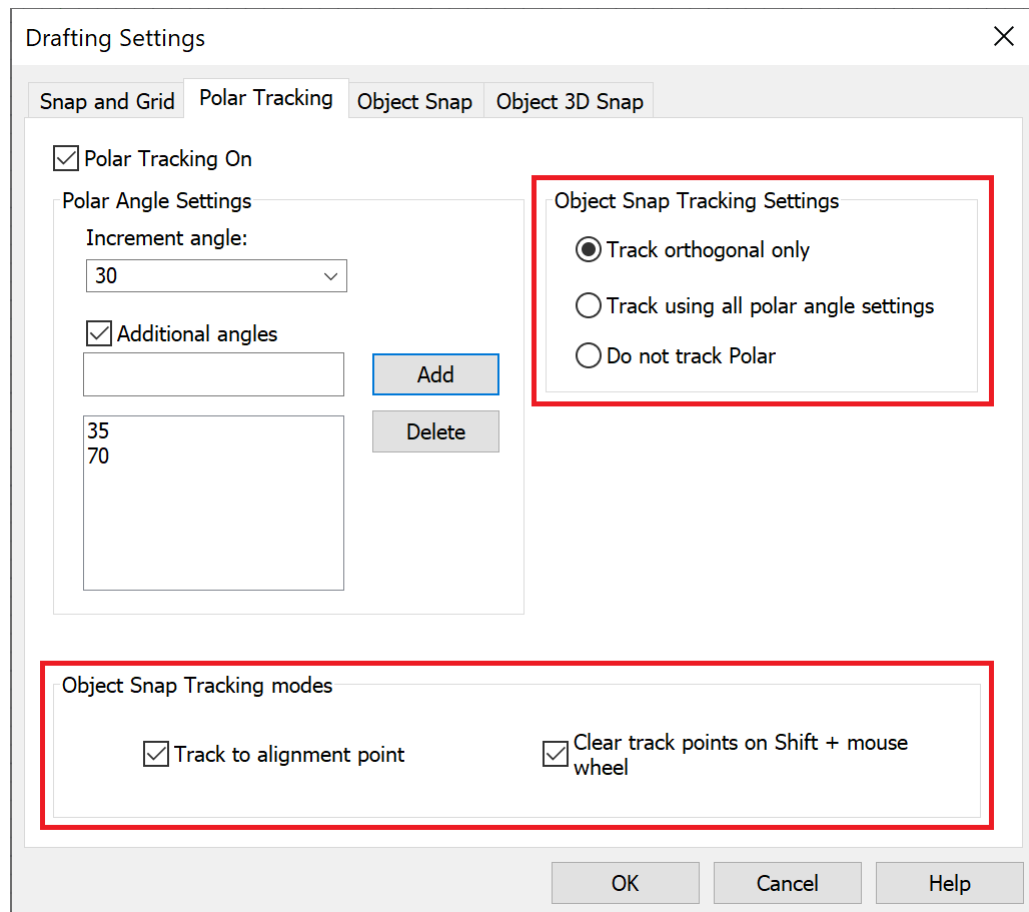 Drafting Settings
Snap and Grid
Polar Tracking
Object Snap
Object 3D Snap
Polar Tracking On
Polar Angle Settings
Increment angle:
30
Additional angles
Add
35
70
Delete
Object Snap Tracking Settings
Track orthogonal only
Track using all polar angle settings
Do not track Polar
Object Snap Tracking modes
Track to alignment point
Clear track points on Shift + mouse
wheel
OK
Cancel
Help